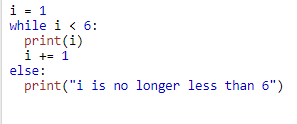 i = 1
while i < 6:
  print(i)
  i += 1
else:
  print("i is no longer less than 6")